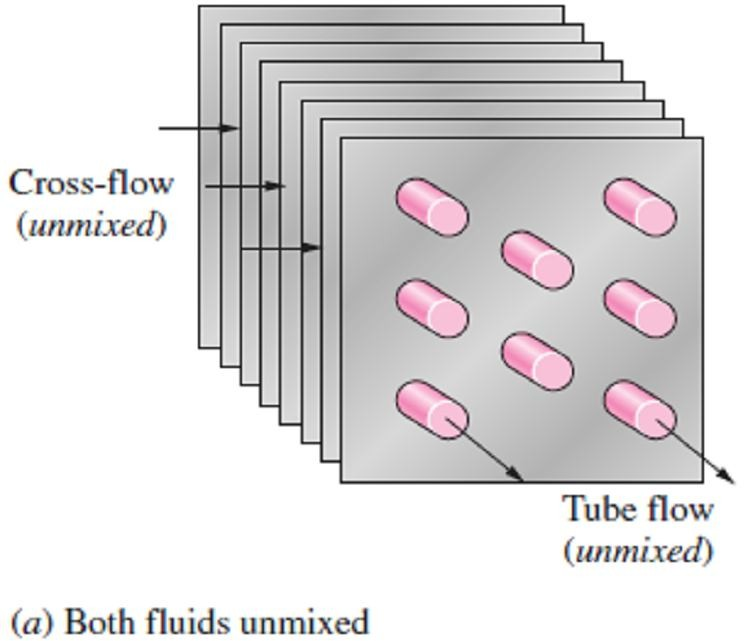 Cross-flow
(unmixed)
Tube flow
(unmixed)
(a) Both fluids unmixed